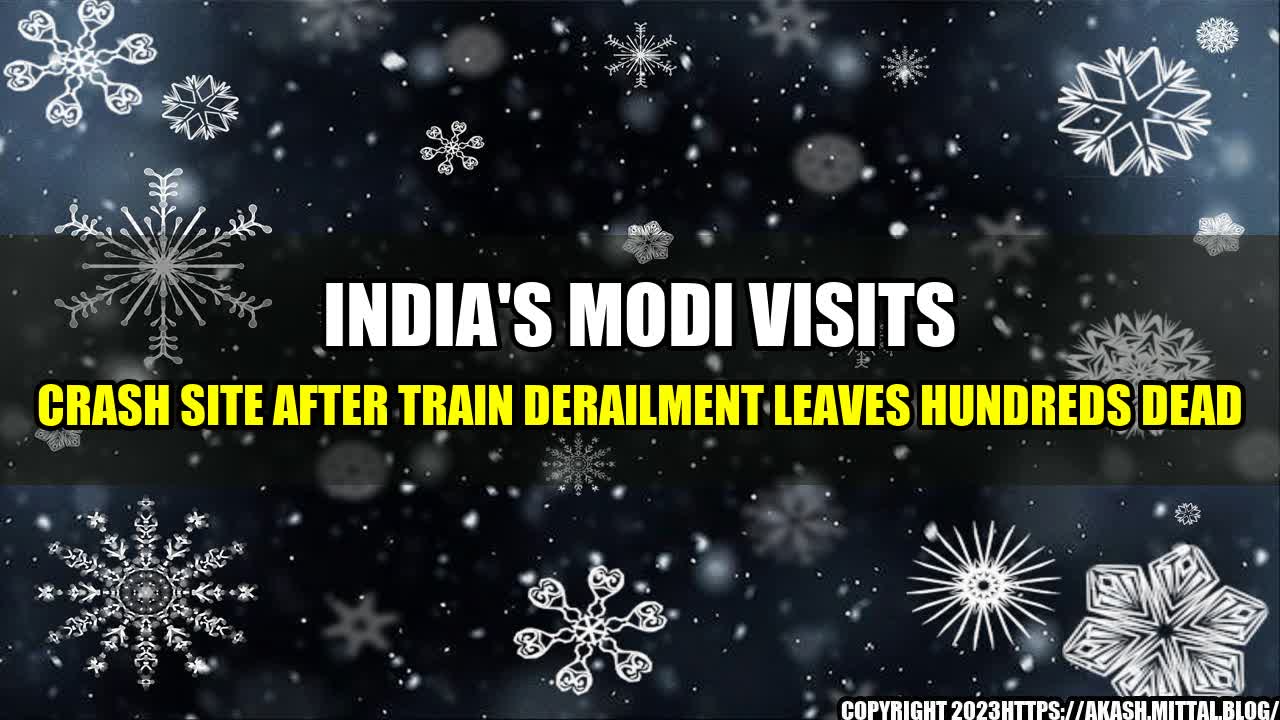 INDIA'S MODI VISITS
CRASH SITE AFTER TRAIN DERAILMENT LEAVES HUNDREDS DEAD
COPYRIGHT 2023HTTPS://AKASH.MITTAL.BLOG/